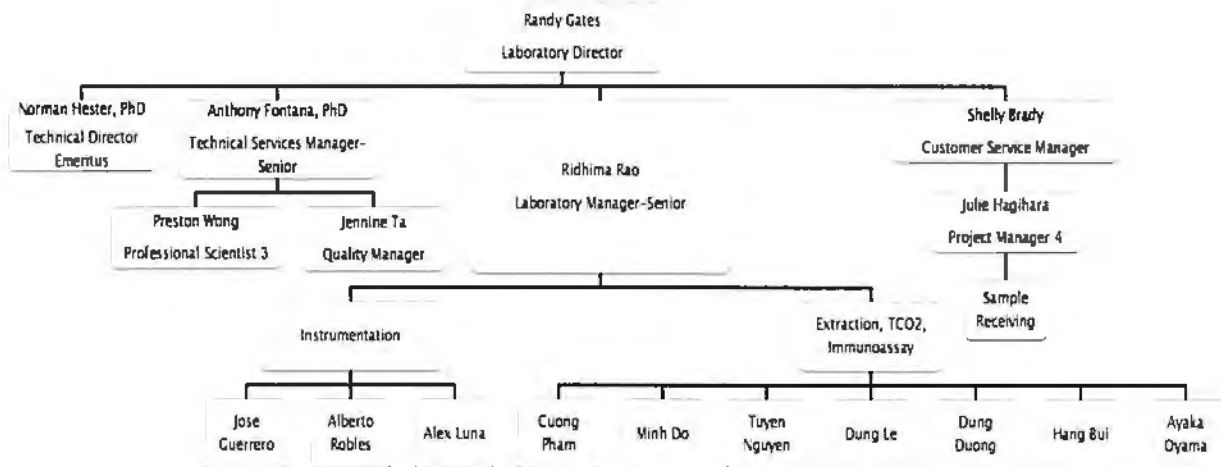 Randy Gates
Laboratory Director
Norman Hester, PhD
Technical Director
Emeritus
Anthony Fontana, PhD
Technical Services Manager-
Senior
Ridhima Rao
Laboratory Manager-Senior
Shelly Brady
Customer Service Manager
Preston Wong
Professional Scientist 3
Jennine Ta
Quality Manager
Julie Hagihara
Project Manager 4
Sample
Receiving
Instrumentation
Extraction, TCO2,
Immunoassay
Jose
Guerrero
Alberto
Robles
Alex Luna
Cuong
Pham
Minh Do
Tuyen
Nguyen
Dung Le
Dung
Duong
Hang Bui
Ayaka
Oyama